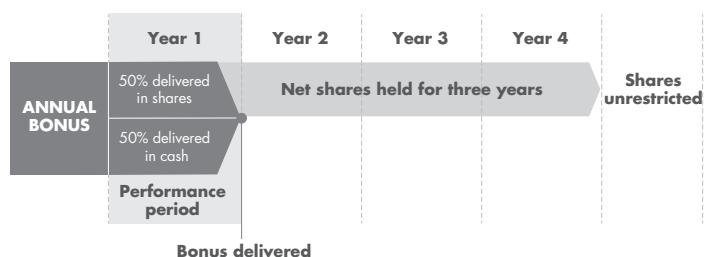 Year 1
Year 2
Year 3
Year 4
ANNUAL
BONUS
50% delivered
in shares
Net shares held for three years
Shares
unrestricted
50% delivered
in cash
Performance
period
Bonus delivered